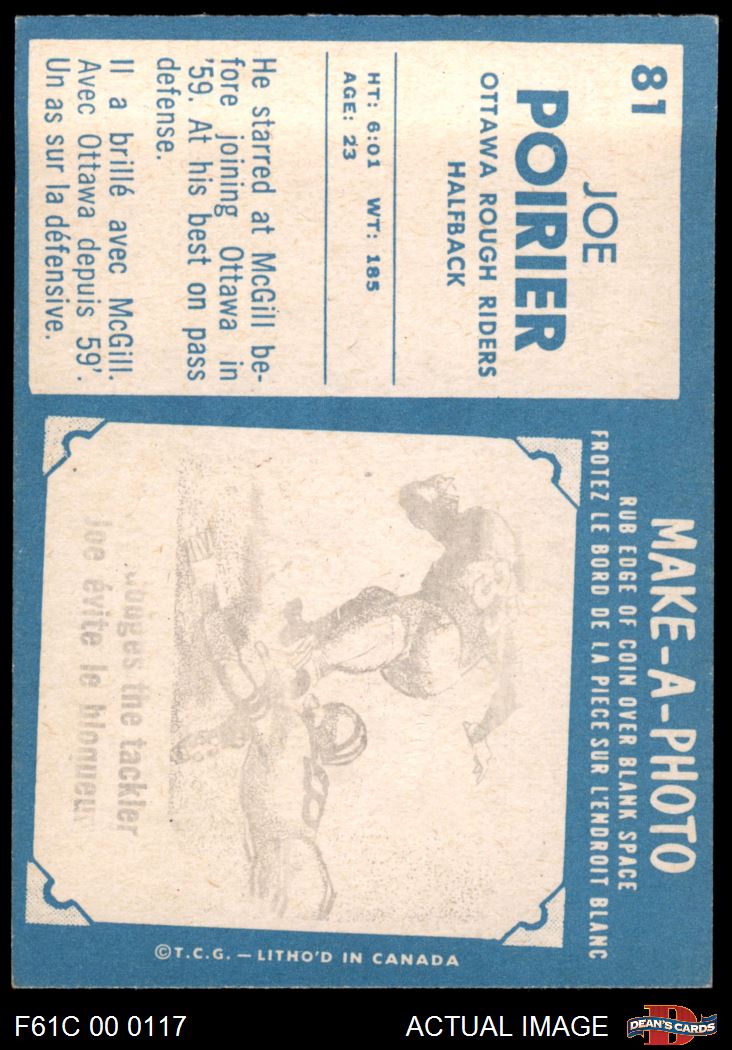 81
JOE
POIRIER
OTTAWA ROUGH RIDERS
HALFBACK
HT: 6:01 WT: 185
AGE: 23
He starred at McGill be-
fore joining Ottawa in
'59. At his best on pass
defense.
Il a brillé avec McGill.
Avec Ottawa depuis 59'.
Un as sur la défensive.
MAKE-A-PHOTO
RUB EDGE OF COIN OVER BLANK SPACE
FROTEZ LE BORD DE LA PIECE SUR L'ENDROIT BLANC
the tackler
Joe évite le
©T.C.G. — LITHO'D IN CANADA
F61C 00 0117
ACTUAL IMAGE
D
DEAN'S CARDS